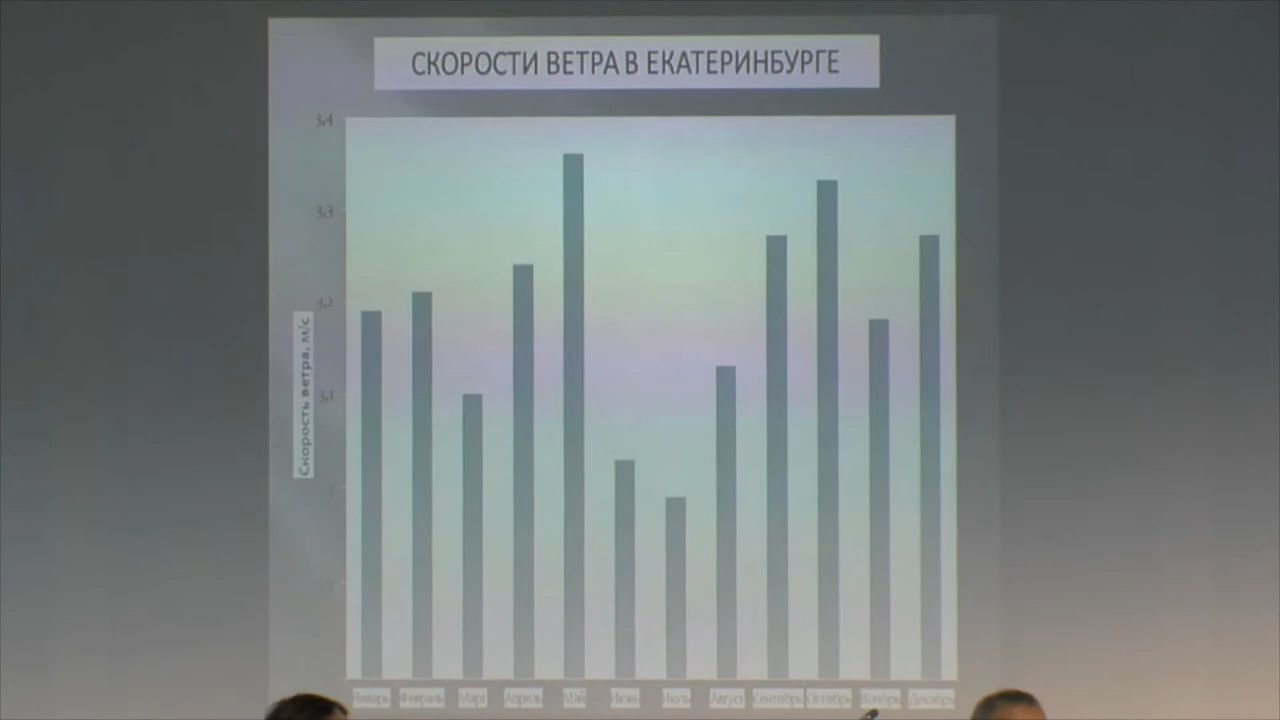 СКОРОСТИ ВЕТРА В ЕКАТЕРИНБУРГЕ
3,4
3,3
3,2
3,1
Скорость ветра, м/с
Январь Февраль Март Апрель Май Июнь Июль Август Сентябрь Октябрь Ноябрь Декабрь